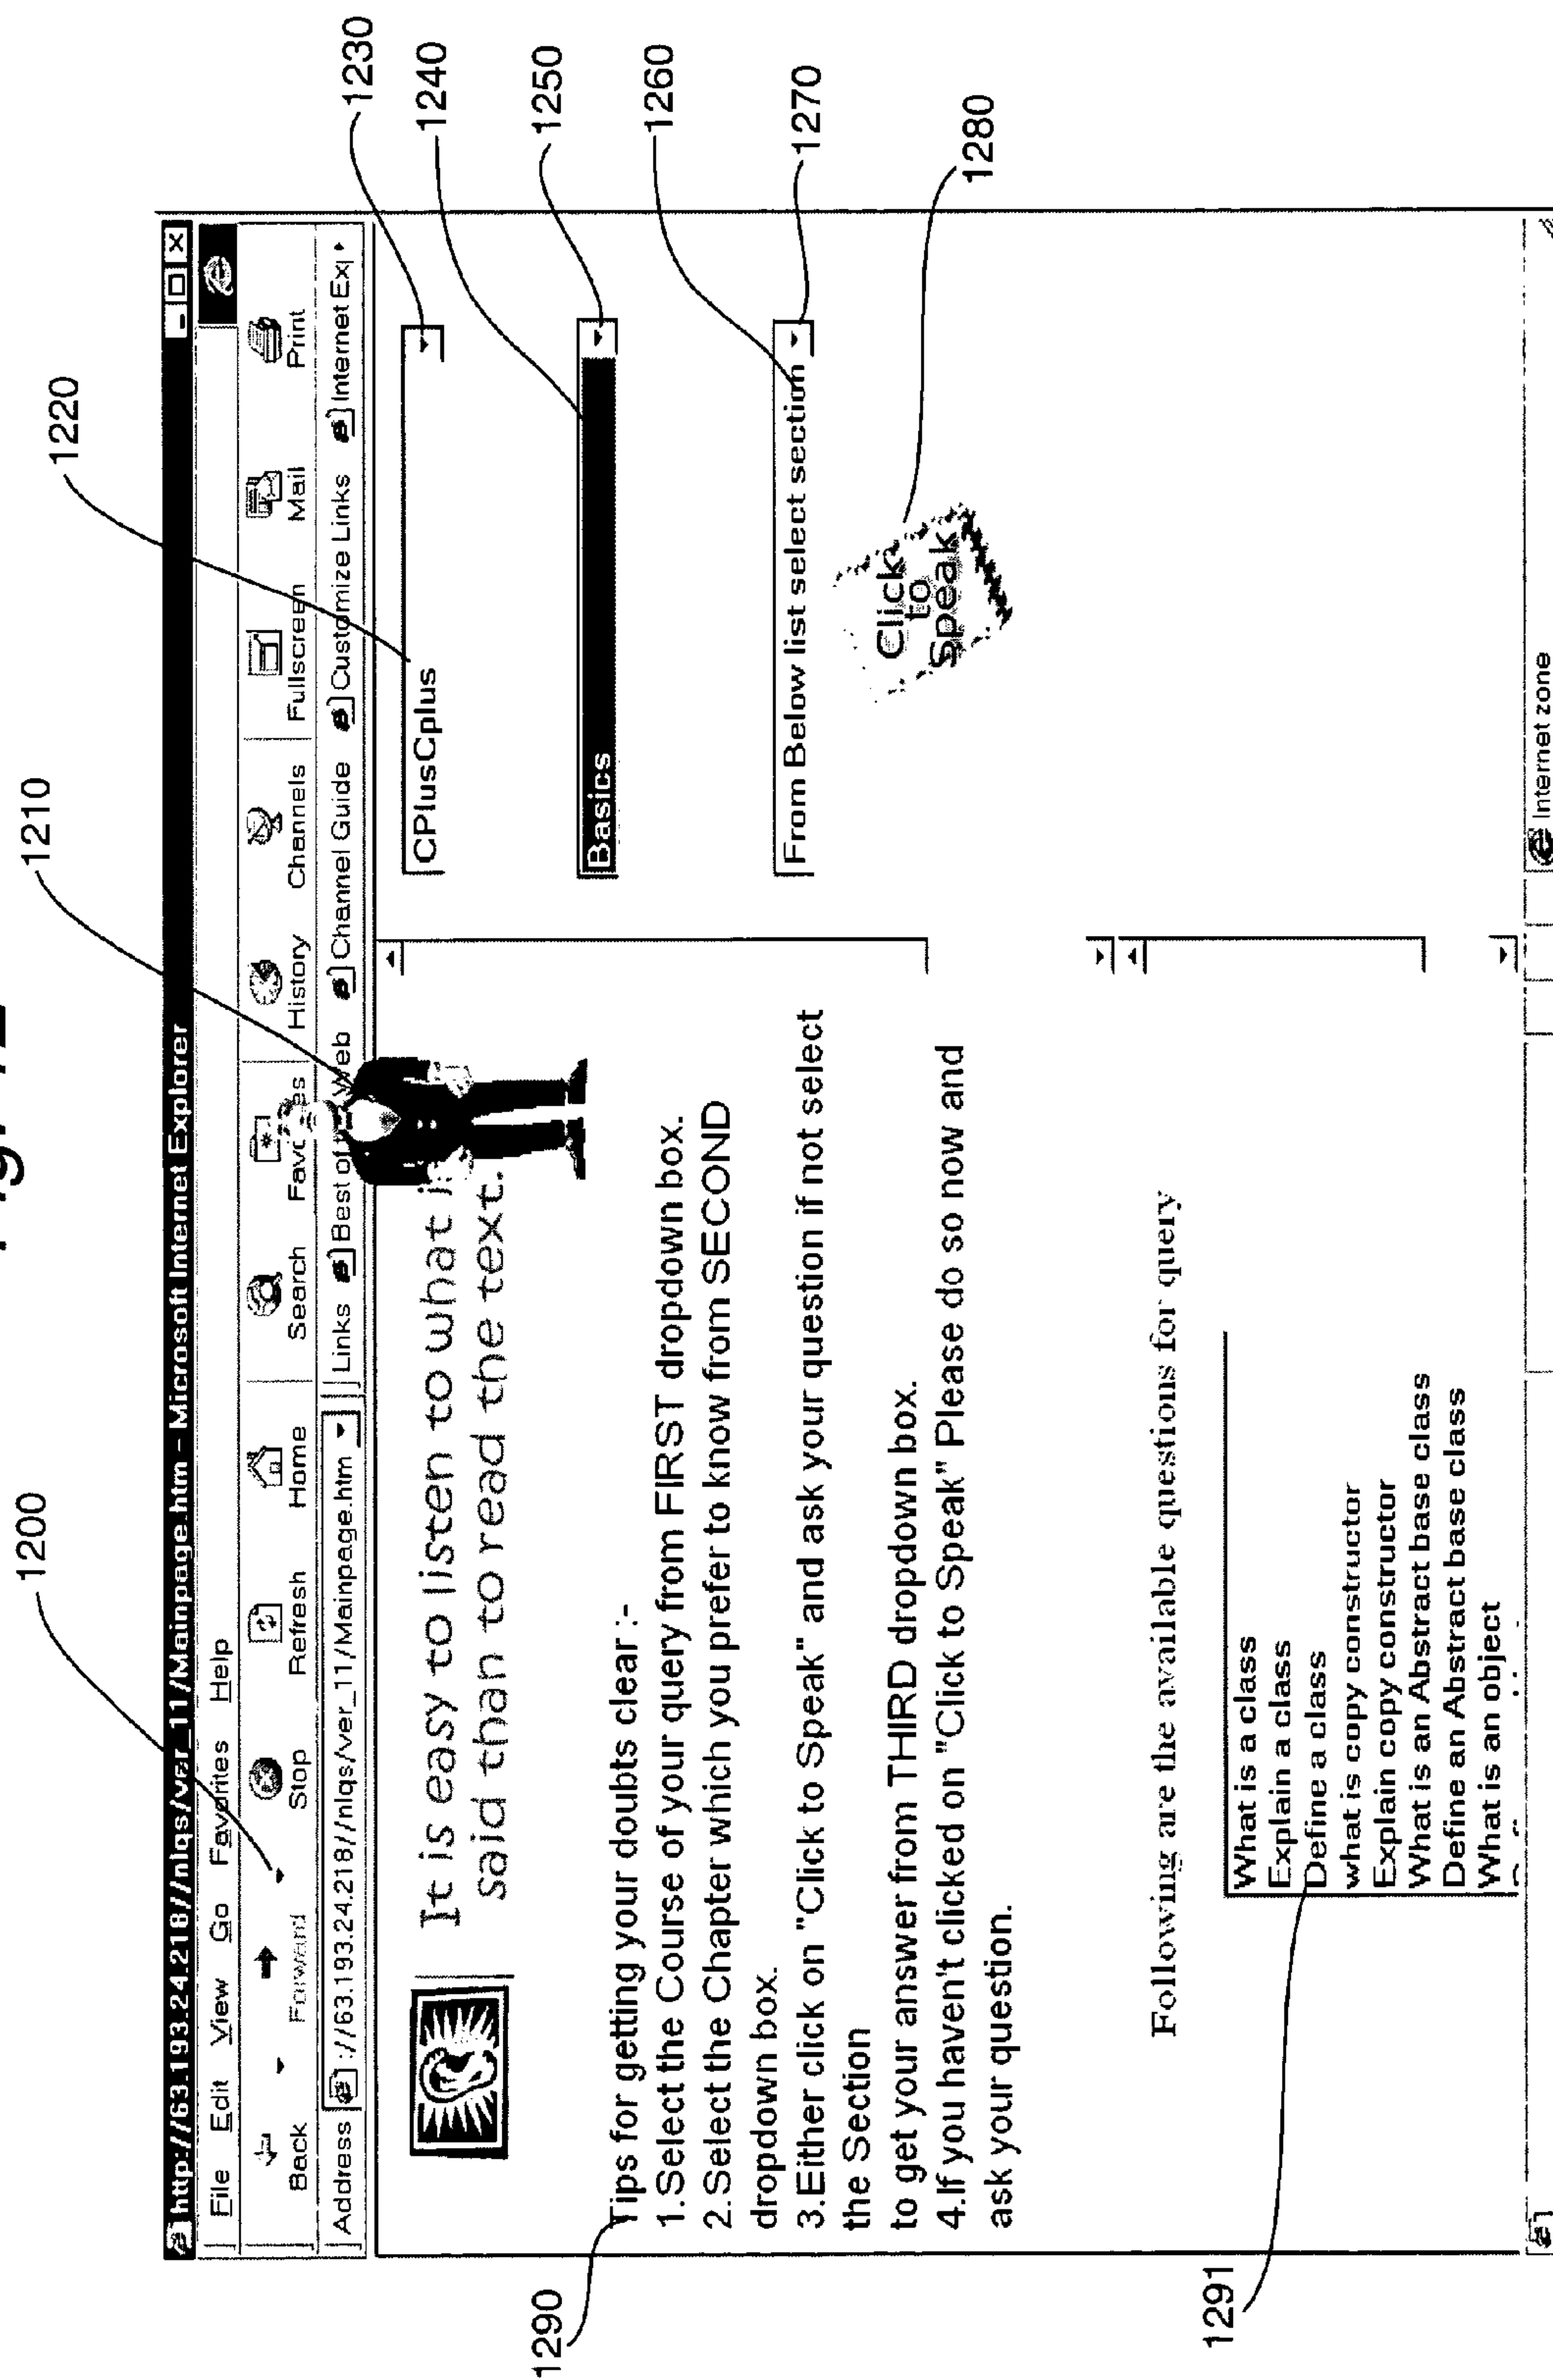 1200
1210
1220
http://63.193.24.218//nlqs/ver_11/Mainpage.htm - Microsoft Internet Explorer
File Edit View Go Favorites Help
Back Forward Stop Refresh Home Search Favorites History Channels Fullscreen Mail Print
Address ://63.193.24.218//nlqs/ver_11/Mainpage.htm Links Best of Web Channel Guide Customize Links Internet Exp
It is easy to listen to what
said than to read the text.
CPlusCplus
1230
1240
Basics
1250
From Below list select section
1260
1270
Click
to
Speak
1280
1290
Tips for getting your doubts clear :-
1.Select the Course of your query from FIRST dropdown box.
2.Select the Chapter which you prefer to know from SECOND
dropdown box.
3.Either click on "Click to Speak" and ask your question if not select
the Section
to get your answer from THIRD dropdown box.
4.If you haven't clicked on "Click to Speak" Please do so now and
ask your question.
Following are the available questions for query
1291
What is a class
Explain a class
Define a class
what is copy constructor
Explain copy constructor
What is an Abstract base class
Define an Abstract base class
What is an object
Internet zone